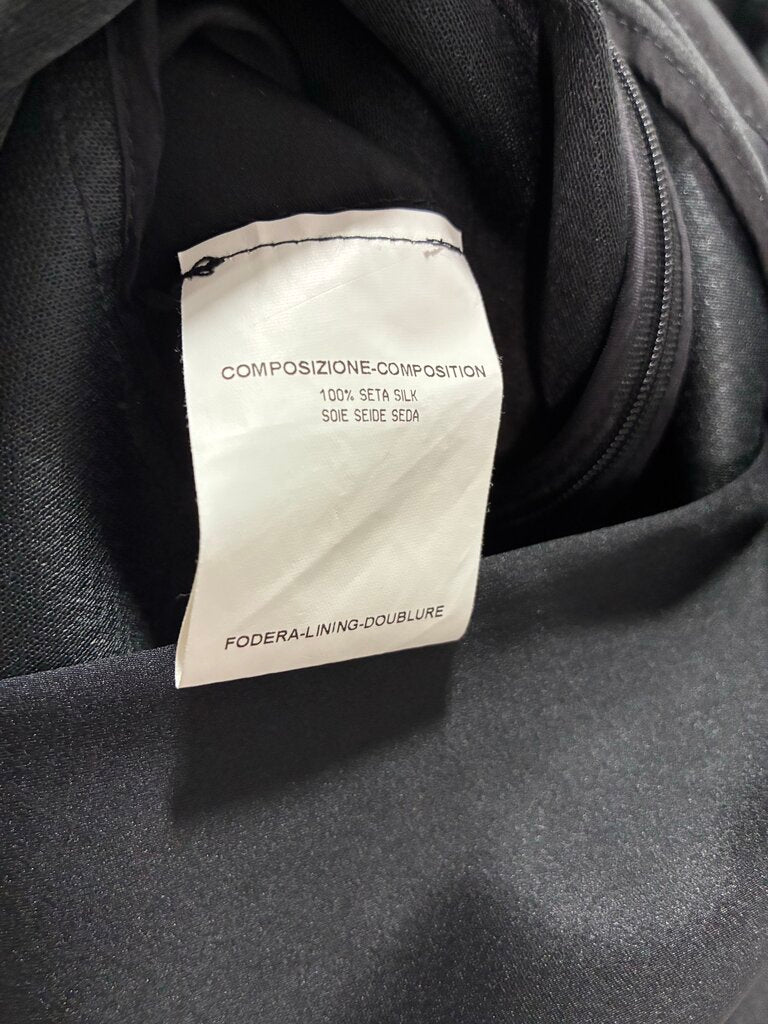 COMPOSIZIONE-COMPOSITION
100% SETA SILK
SOIE SEIDE SEDA
FODERA-LINING-DOUBLURE